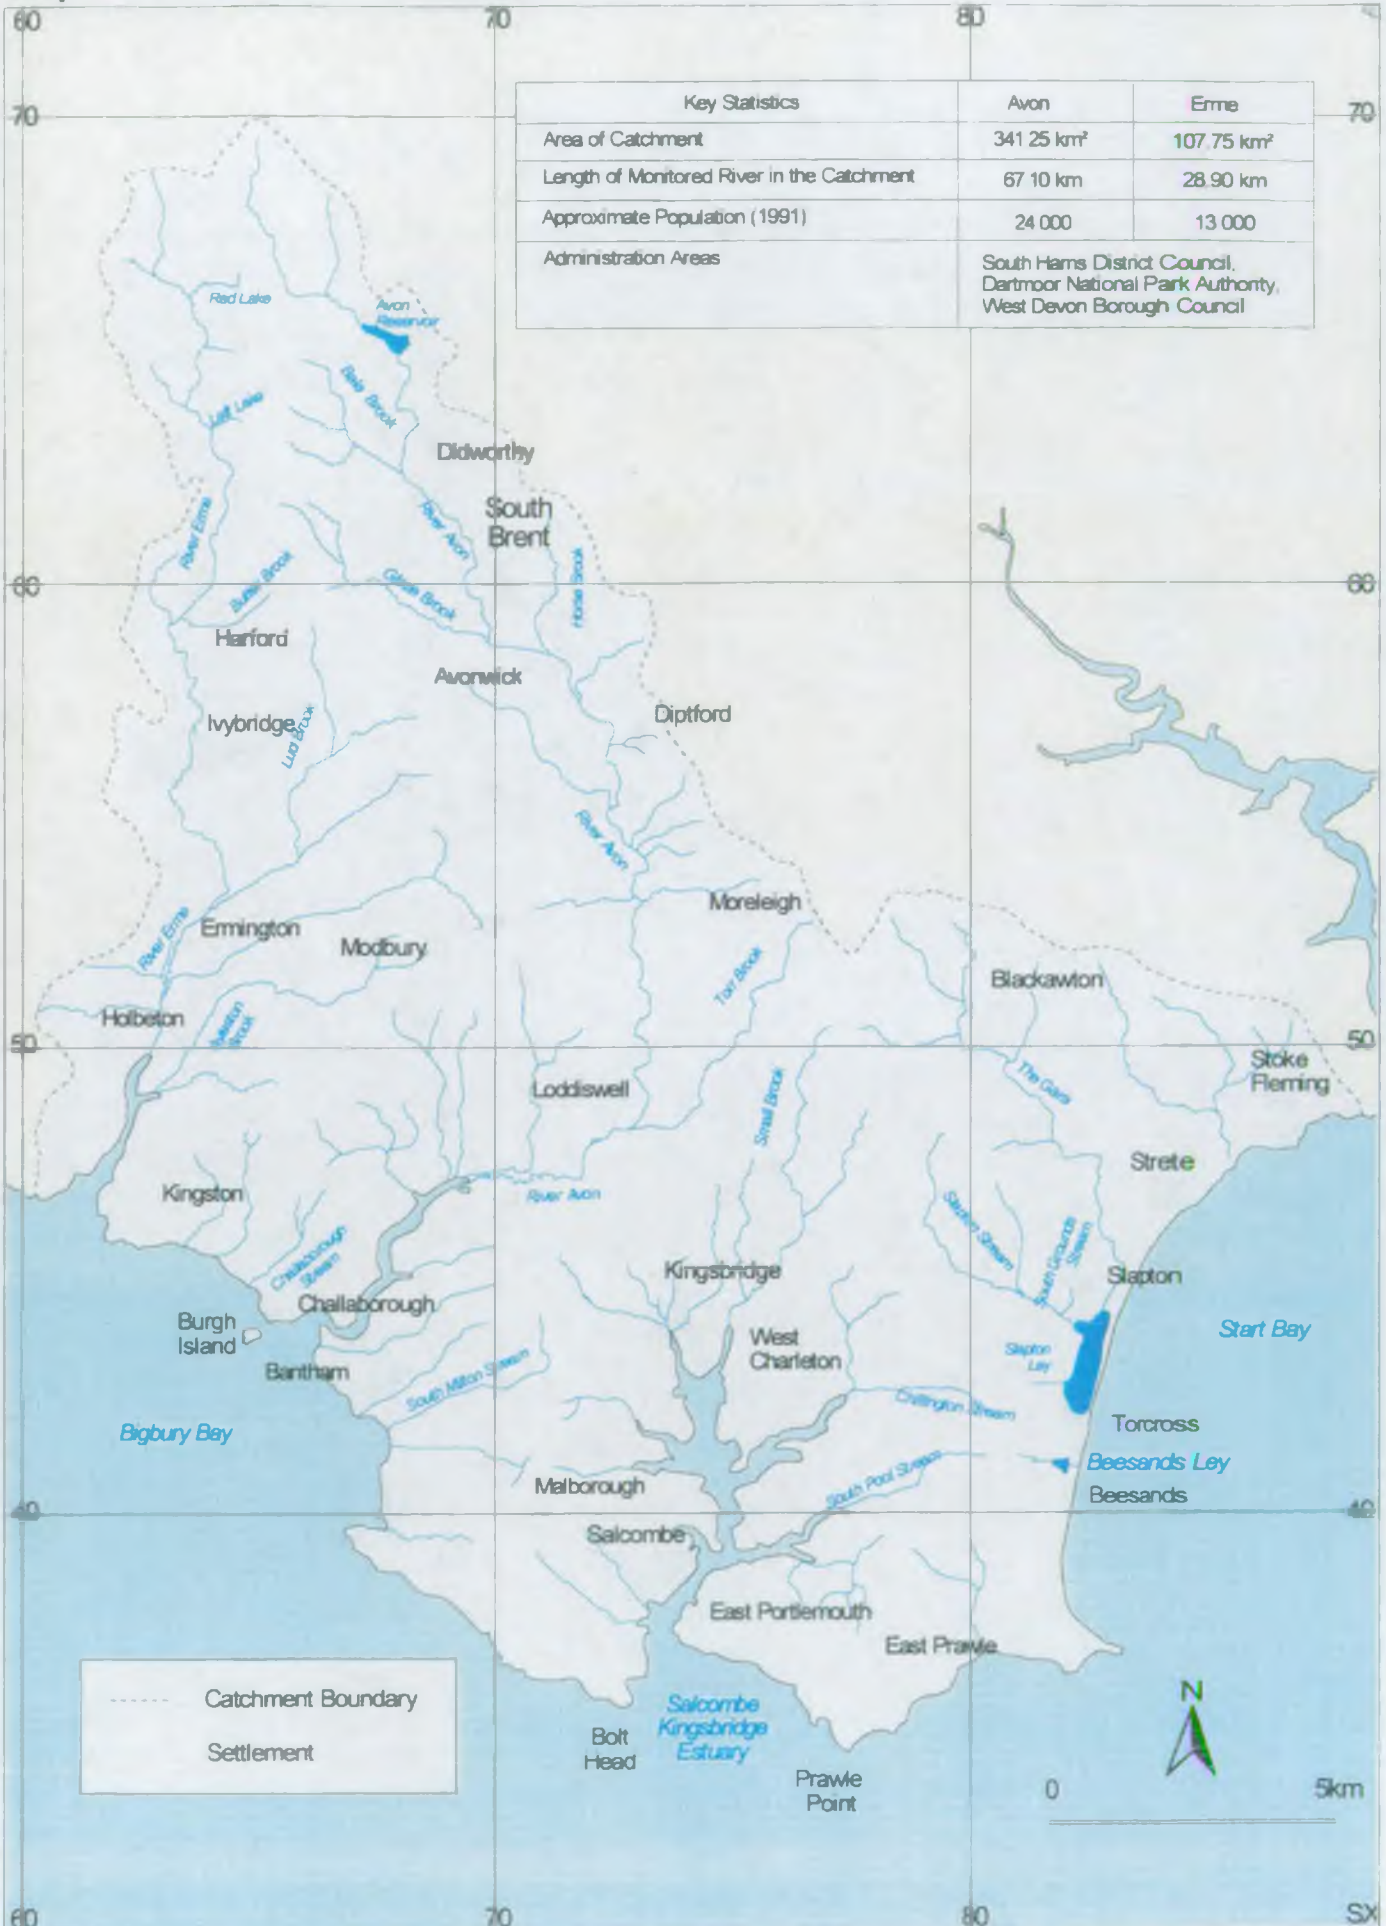 60
70
80
70
Key Statistics Avon Erme
Area of Catchment 341 25 km² 107.75 km²
Length of Monitored River in the Catchment 67 10 km 28.90 km
Approximate Population (1991) 24 000 13 000
Administration Areas South Hams District Council,
Dartmoor National Park Authority,
West Devon Borough Council
70
Red Lake
Avon
Reservoir
Bala Brook
Left Lake
Didworthy
South
Brent
River Erme
River Avon
60
Butter Brook
Glaze Brook
Horse Brook
60
Harford
Avonwick
Ivybridge
Lud Brook
Diptford
River Avon
Moreleigh
River Erme
Ermington
Modbury
Torr Brook
Blackawton
Holbeton
Brook
50
50
Stoke
Fleming
Loddiswell
Small Brook
The Gara
Strete
Kingston
River Avon
Slapton Stream
South Grounds
Stream
Challaborough
Stream
Kingsbridge
Slapton
Challaborough
Burgh
Island
West
Charleton
Start Bay
Slapton
Ley
Bantham
South Milton Stream
Chillington Stream
Torcross
Bigbury Bay
Beesands Ley
Malborough
South Pool Stream
Beesands
40
40
Salcombe
East Portlemouth
East Prawle
Catchment Boundary
Settlement
Salcombe
Kingsbridge
Estuary
Bolt
Head
Prawle
Point
N
0 5km
60
70
80
SX